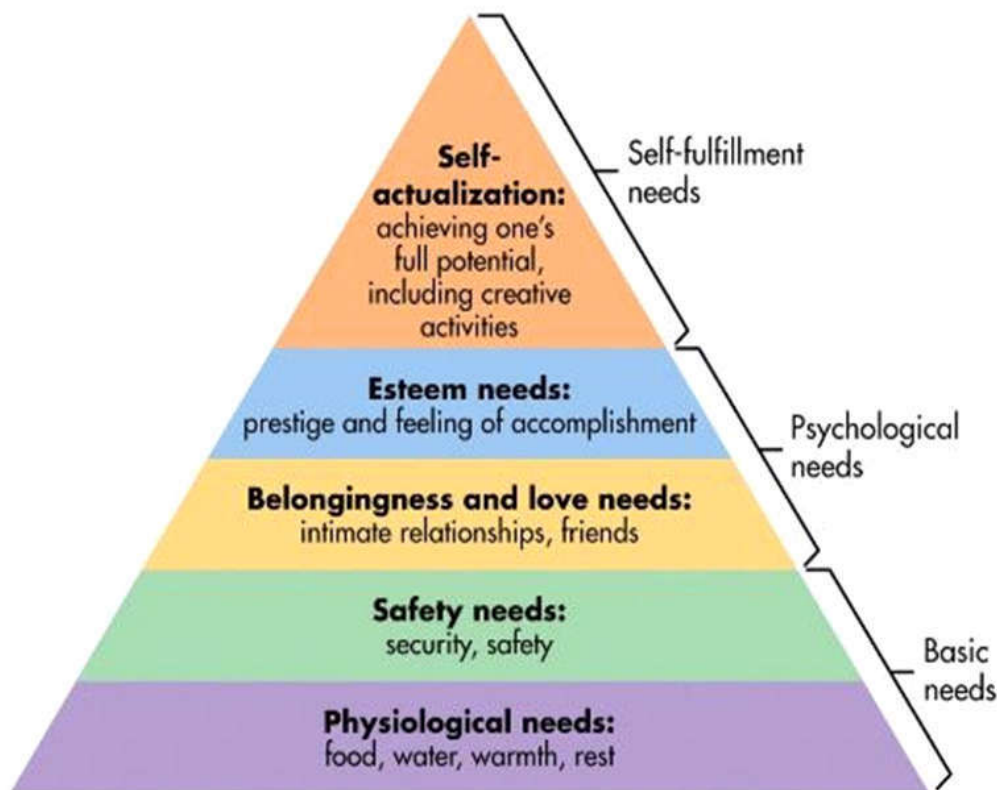 Self-
actualization:
achieving one's
full potential,
including creative
activities
Self-fulfillment
needs
Esteem needs:
prestige and feeling of accomplishment
Psychological
needs
Belongingness and love needs:
intimate relationships, friends
Safety needs:
security, safety
Basic
needs
Physiological needs:
food, water, warmth, rest